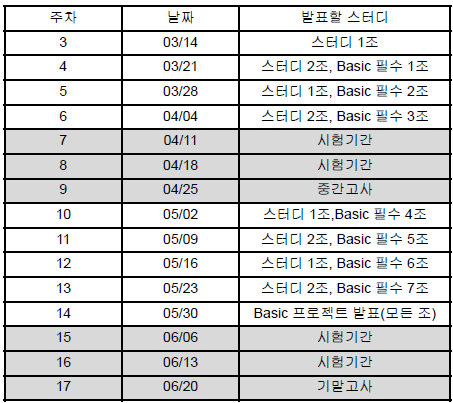 주차 날짜 발표할 스터디
3 03/14 스터디 1조
4 03/21 스터디 2조, Basic 필수 1조
5 03/28 스터디 1조, Basic 필수 2조
6 04/04 스터디 2조, Basic 필수 3조
7 04/11 시험기간
8 04/18 시험기간
9 04/25 중간고사
10 05/02 스터디 1조,Basic 필수 4조
11 05/09 스터디 2조, Basic 필수 5조
12 05/16 스터디 1조, Basic 필수 6조
13 05/23 스터디 2조, Basic 필수 7조
14 05/30 Basic 프로젝트 발표(모든 조)
15 06/06 시험기간
16 06/13 시험기간
17 06/20 기말고사